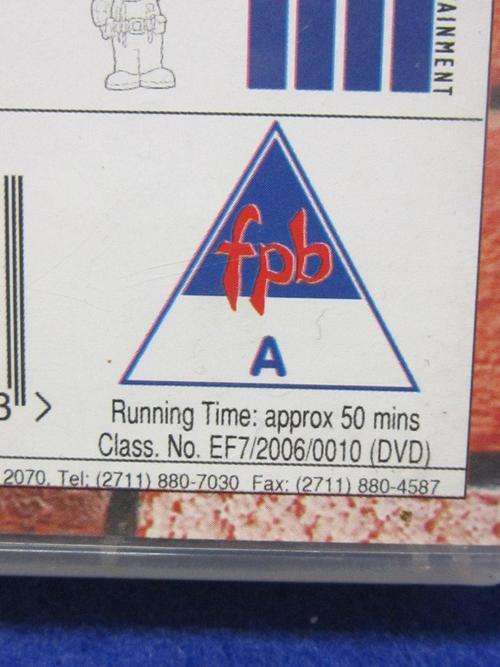 AINMENT
fpb
A
3 >
Running Time: approx 50 mins
Class. No. EF7/2006/0010 (DVD)
2070, Tel: (2711) 880-7030 Fax: (2711) 880-4587